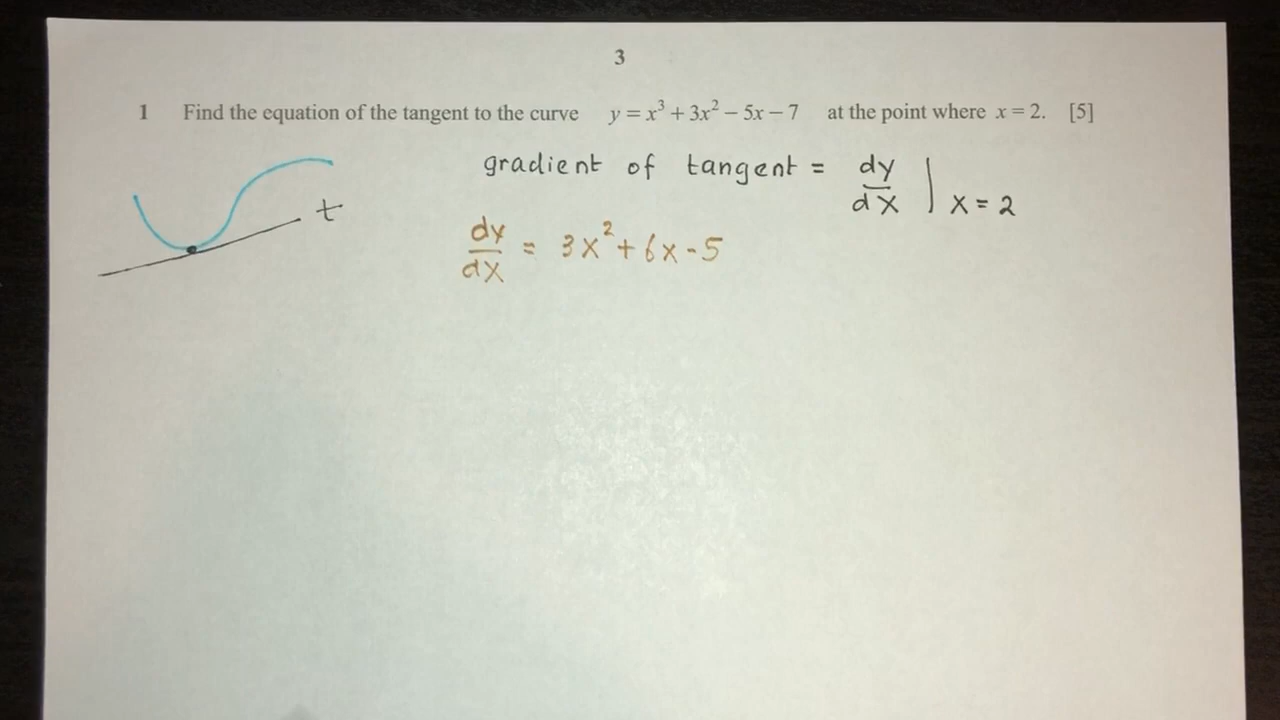 3
1 Find the equation of the tangent to the curve y = x³ + 3x² − 5x − 7 at the point where x = 2. [5]
gradient of tangent = dy/dx | x = 2
t
dy/dx = 3x² + 6x - 5